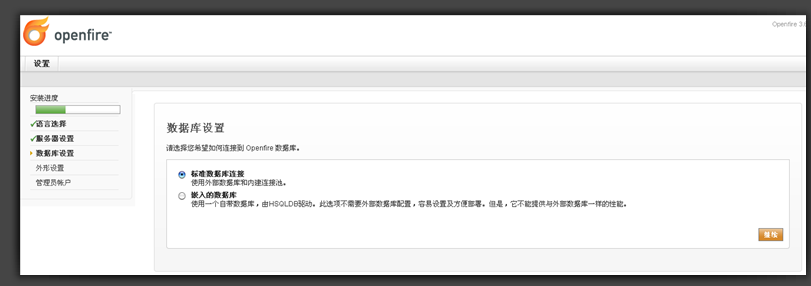 openfire™
Openfire 3.6
设置
安装进度
语言选择
服务器设置
数据库设置
外形设置
管理员帐户
数据库设置
请选择您希望如何连接到 Openfire 数据库。
标准数据库连接
使用外部数据库和内建连接池。
嵌入的数据库
使用一个自带数据库，由HSQLDB驱动。此选项不需要外部数据库配置，容易设置及方便部署。但是，它不能提供与外部数据库一样的性能。
继续